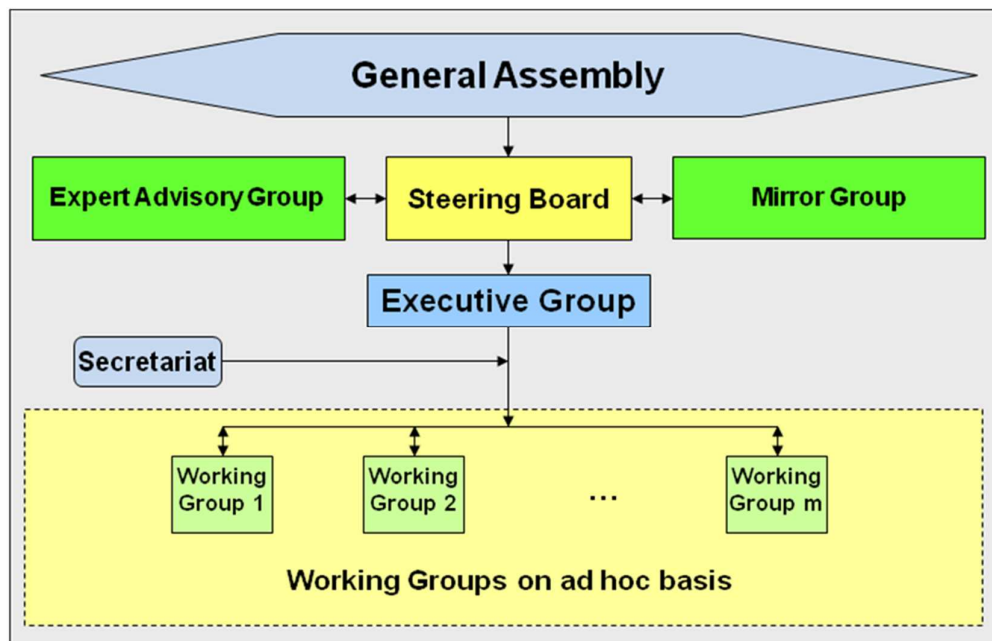 General Assembly
Expert Advisory Group
Steering Board
Mirror Group
Executive Group
Secretariat
Working
Group 1
Working
Group 2
...
Working
Group m
Working Groups on ad hoc basis